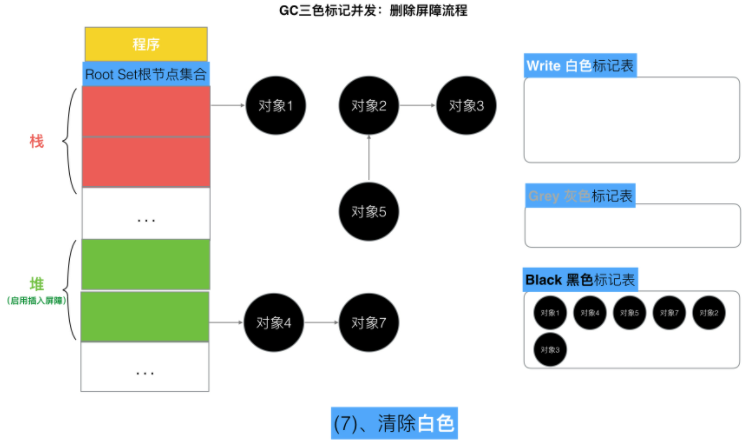 GC三色标记并发：删除屏障流程
程序
Root Set根节点集合
栈
...
堆
(启用插入屏障)
...
对象1
对象2
对象3
对象5
对象4
对象7
Write 白色标记表
Grey 灰色标记表
Black 黑色标记表
对象1 对象4 对象5 对象7 对象2
对象3
(7)、清除白色